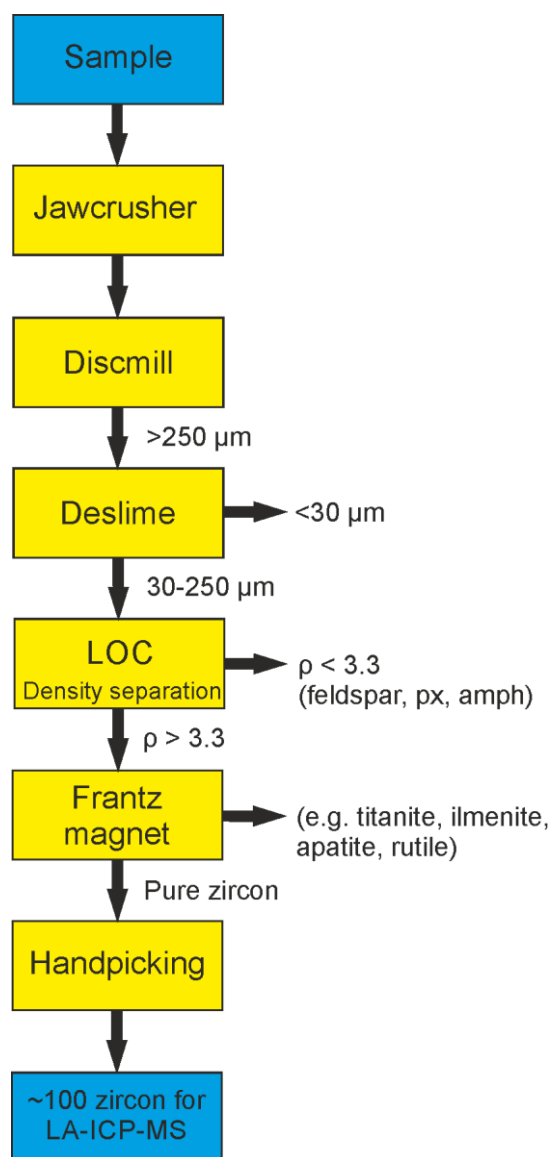 Sample
Jawcrusher
Discmill
>250 µm
Deslime
<30 µm
30-250 µm
LOC
Density separation
ρ < 3.3
(feldspar, px, amph)
ρ > 3.3
Frantz
magnet
(e.g. titanite, ilmenite,
apatite, rutile)
Pure zircon
Handpicking
~100 zircon for
LA-ICP-MS